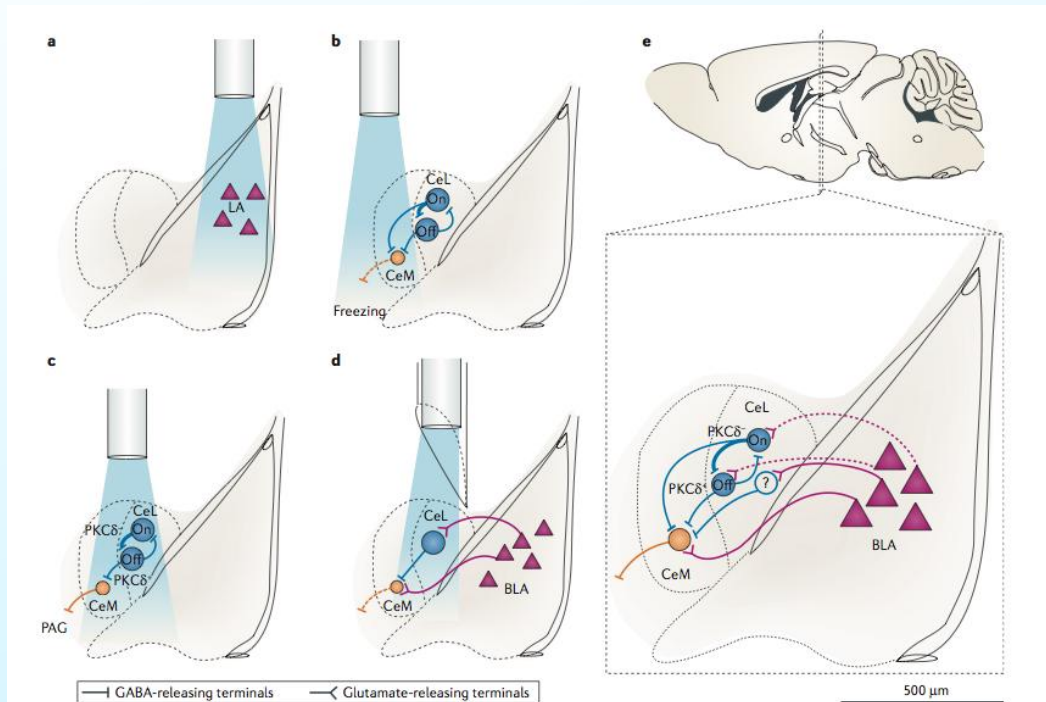 a
LA
b
CeL
On
Off
CeM
Freezing
c
PKCδ⁻
CeL
On
Off
PKCδ⁺
CeM
PAG
d
CeL
CeM
BLA
e
CeL
PKCδ⁻
On
PKCδ⁺
Off
?
CeM
BLA
GABA-releasing terminals
Glutamate-releasing terminals
500 µm